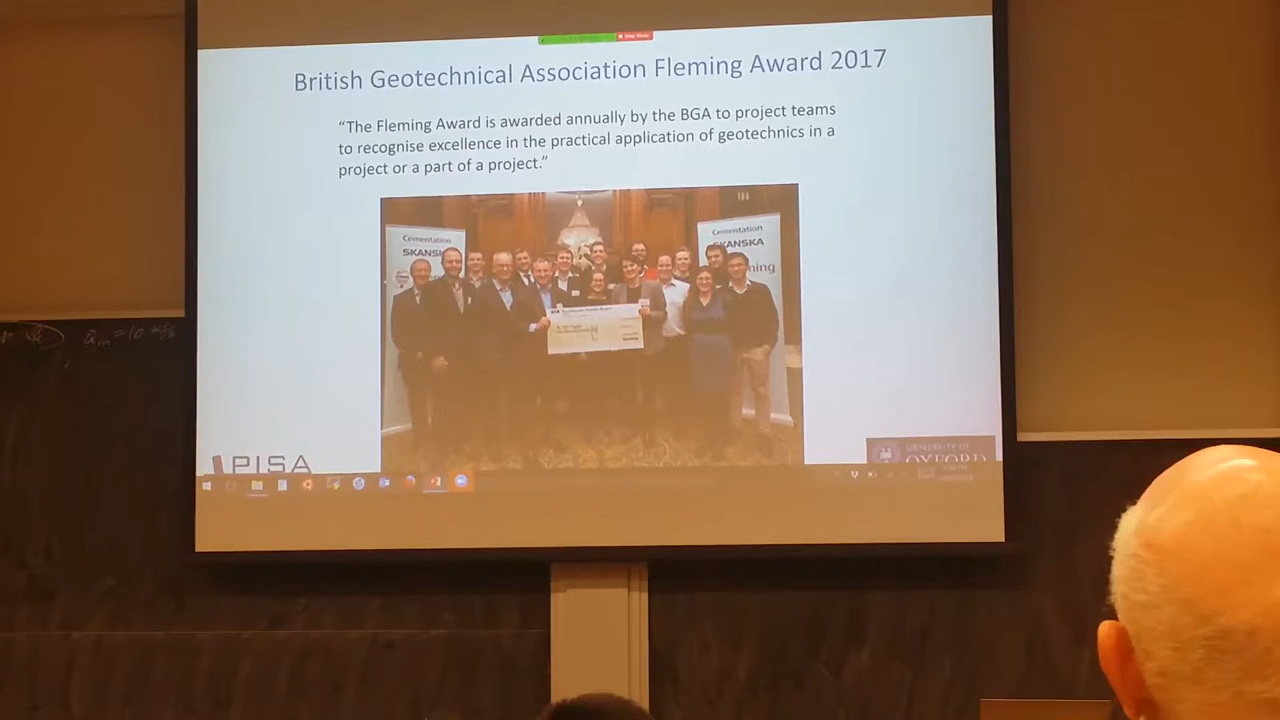 British Geotechnical Association Fleming Award 2017
“The Fleming Award is awarded annually by the BGA to project teams
to recognise excellence in the practical application of geotechnics in a
project or a part of a project.”
Cementation
SKANSKA
Cementation
SKANSKA
PISA
UNIVERSITY OF
OXFORD